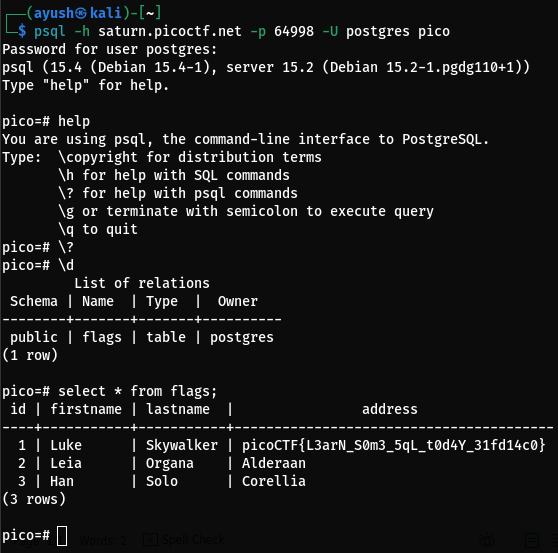 ┌──(ayush㉿kali)-[~]
└─$ psql -h saturn.picoctf.net -p 64998 -U postgres pico
Password for user postgres:
psql (15.4 (Debian 15.4-1), server 15.2 (Debian 15.2-1.pgdg110+1))
Type "help" for help.

pico=# help
You are using psql, the command-line interface to PostgreSQL.
Type:  \copyright for distribution terms
       \h for help with SQL commands
       \? for help with psql commands
       \g or terminate with semicolon to execute query
       \q to quit
pico=# \?
pico=# \d
         List of relations
 Schema | Name  | Type  |  Owner
--------+-------+-------+----------
 public | flags | table | postgres
(1 row)

pico=# select * from flags;
 id | firstname | lastname  |                address
----+-----------+-----------+----------------------------------------
  1 | Luke      | Skywalker | picoCTF{L3arN_S0m3_5qL_t0d4Y_31fd14c0}
  2 | Leia      | Organa    | Alderaan
  3 | Han       | Solo      | Corellia
(3 rows)

pico=#
Words: 2 Spell Check